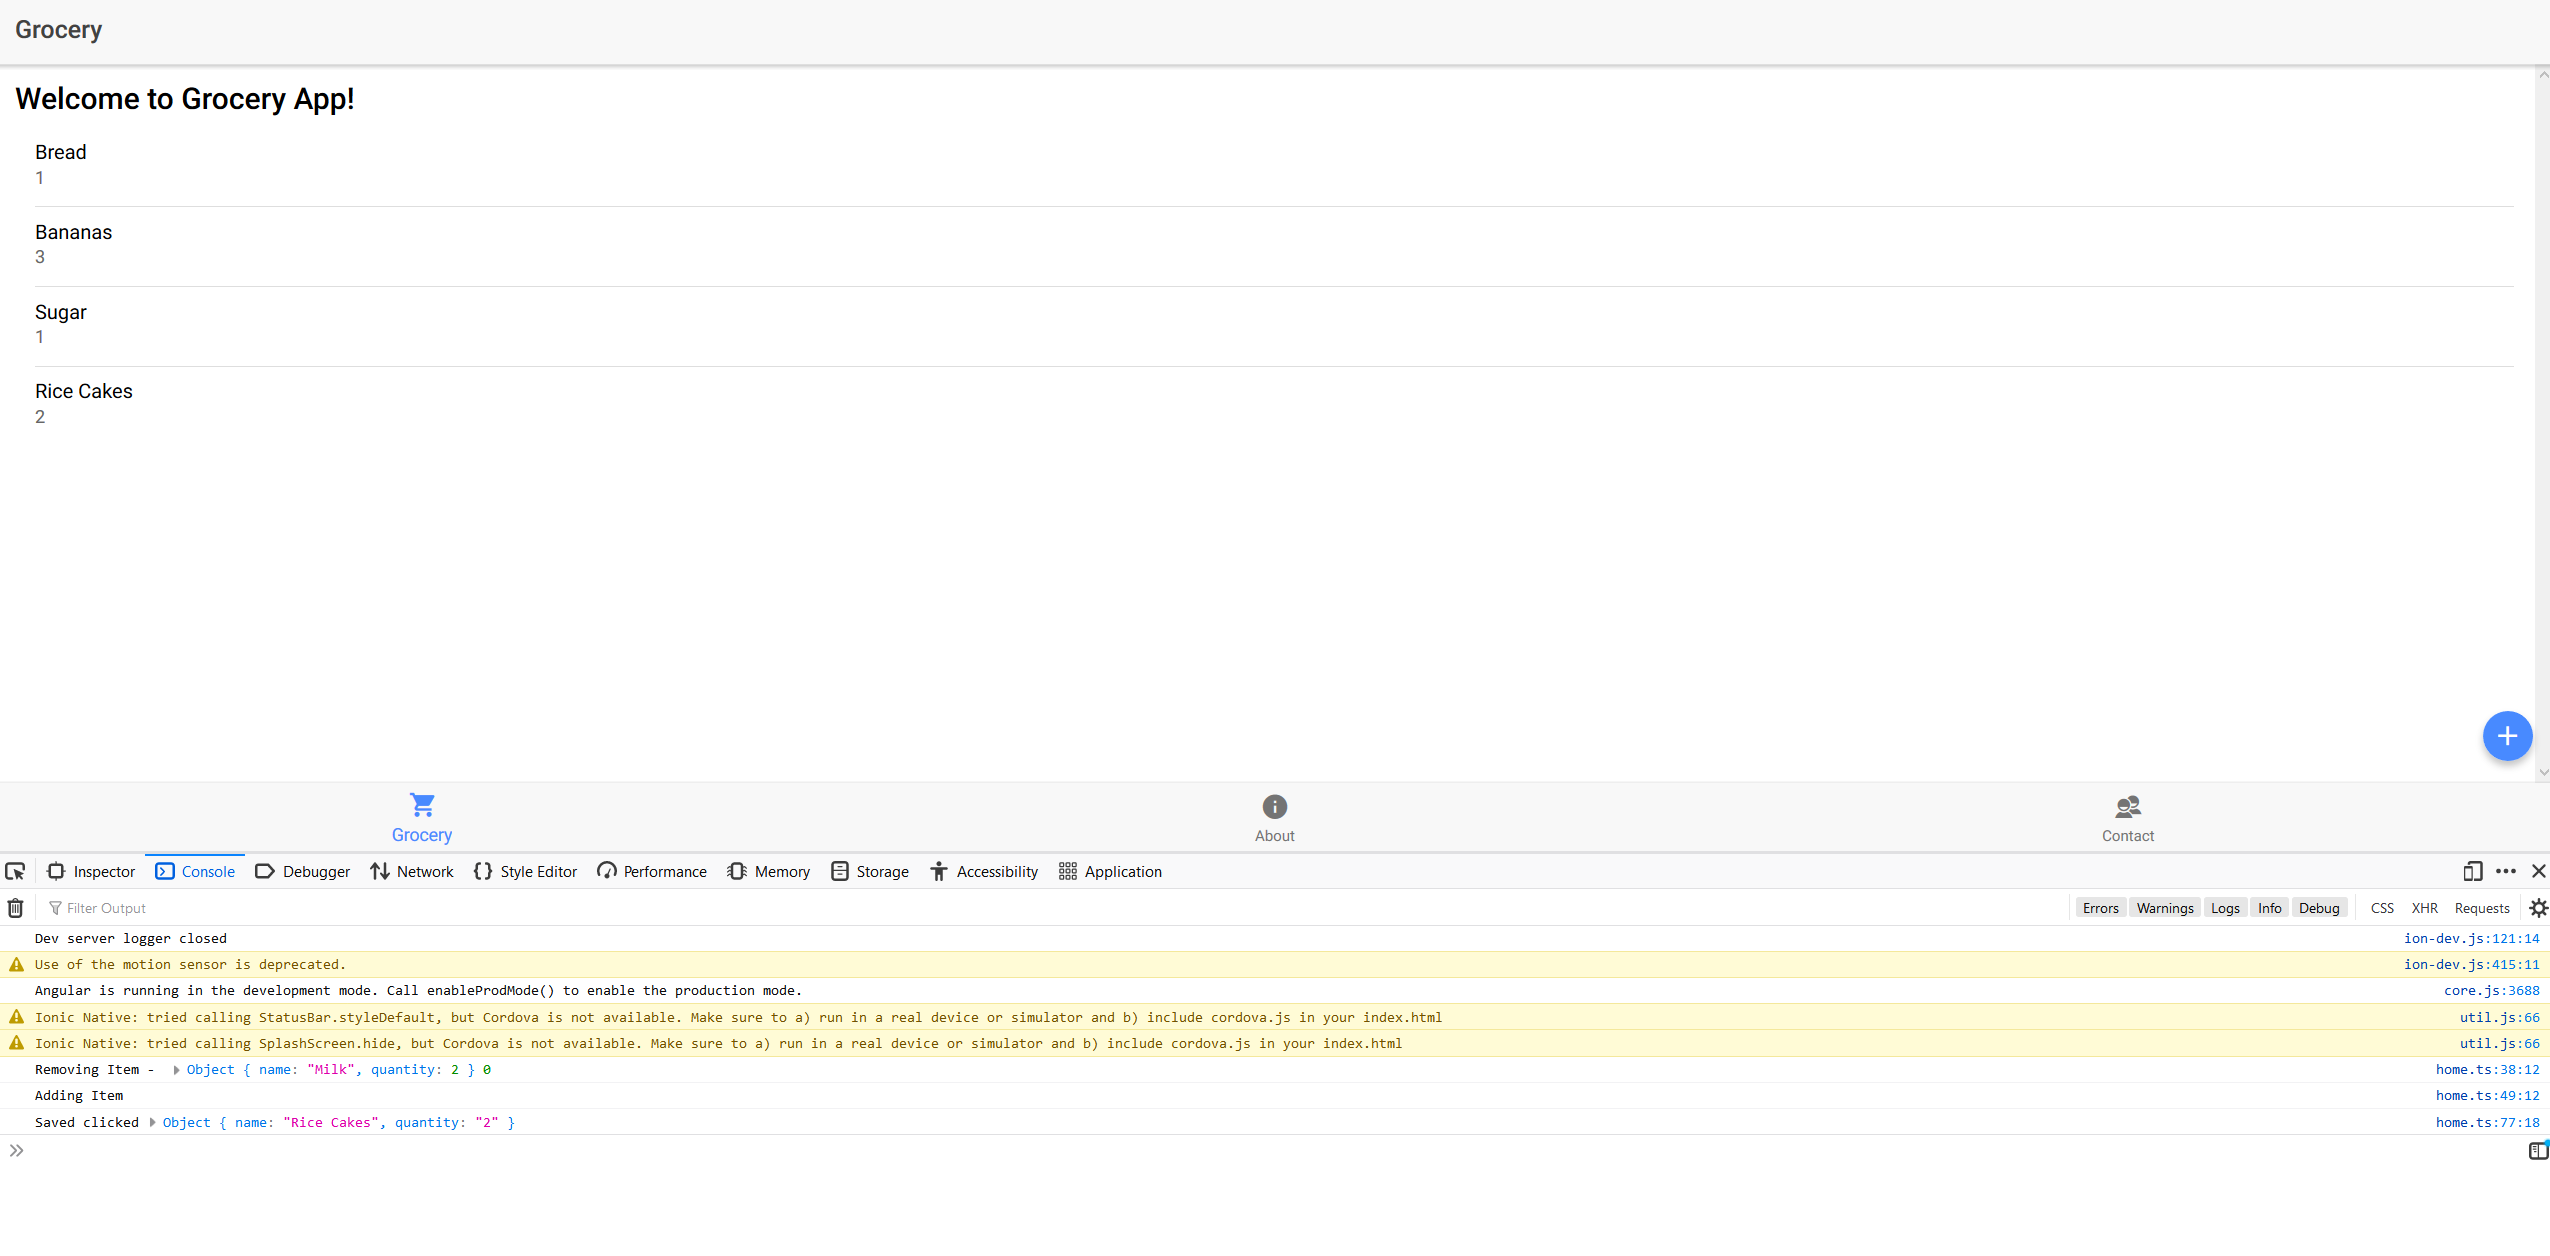 Grocery
Welcome to Grocery App!
Bread
1
Bananas
3
Sugar
1
Rice Cakes
2
Grocery About Contact
Inspector Console Debugger Network Style Editor Performance Memory Storage Accessibility Application
Filter Output Errors Warnings Logs Info Debug CSS XHR Requests
Dev server logger closed ion-dev.js:121:14
Use of the motion sensor is deprecated. ion-dev.js:415:11
Angular is running in the development mode. Call enableProdMode() to enable the production mode. core.js:3688
Ionic Native: tried calling StatusBar.styleDefault, but Cordova is not available. Make sure to a) run in a real device or simulator and b) include cordova.js in your index.html util.js:66
Ionic Native: tried calling SplashScreen.hide, but Cordova is not available. Make sure to a) run in a real device or simulator and b) include cordova.js in your index.html util.js:66
Removing Item - Object { name: "Milk", quantity: 2 } 0 home.ts:38:12
Adding Item home.ts:49:12
Saved clicked Object { name: "Rice Cakes", quantity: "2" } home.ts:77:18